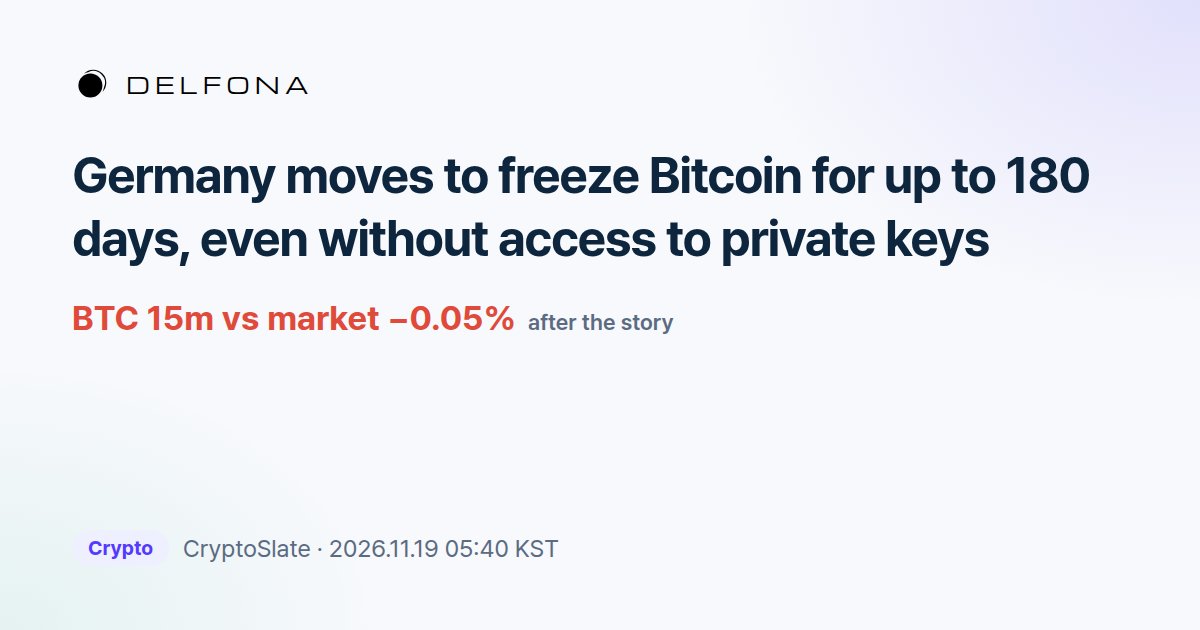 DELFONA
Germany moves to freeze Bitcoin for up to 180
days, even without access to private keys
BTC 15m vs market −0.05% after the story
Crypto CryptoSlate · 2026.11.19 05:40 KST